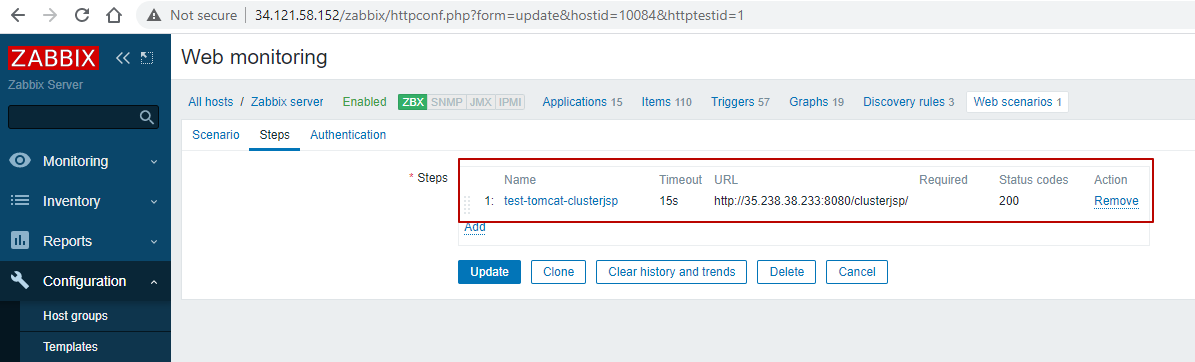 Not secure | 34.121.58.152/zabbix/httpconf.php?form=update&hostid=10084&httptestid=1
ZABBIX
Zabbix Server
Monitoring
Inventory
Reports
Configuration
Host groups
Templates
Web monitoring
All hosts / Zabbix server Enabled ZBX SNMP JMX IPMI Applications 15 Items 110 Triggers 57 Graphs 19 Discovery rules 3 Web scenarios 1
Scenario Steps Authentication
* Steps
Name Timeout URL Required Status codes Action
1: test-tomcat-clusterjsp 15s http://35.238.38.233:8080/clusterjsp/ 200 Remove
Add
Update Clone Clear history and trends Delete Cancel